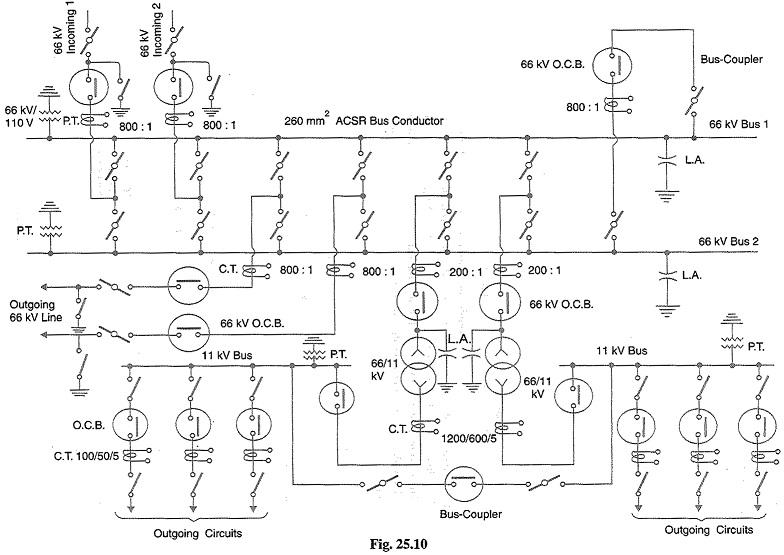 66 kV
Incoming 1
66 kV
Incoming 2
66 kV O.C.B.
Bus-Coupler
800 : 1
66 kV/
110 V
P.T.
800 : 1
800 : 1
260 mm2 ACSR Bus Conductor
66 kV Bus 1
L.A.
P.T.
66 kV Bus 2
C.T.
800 : 1
800 : 1
200 : 1
200 : 1
L.A.
Outgoing
66 kV Line
66 kV O.C.B.
66 kV O.C.B.
11 kV Bus
P.T.
L.A.
66/11
kV
66/11
kV
11 kV Bus
P.T.
O.C.B.
C.T. 100/50/5
C.T.
1200/600/5
Bus-Coupler
Outgoing Circuits
Outgoing Circuits
Fig. 25.10